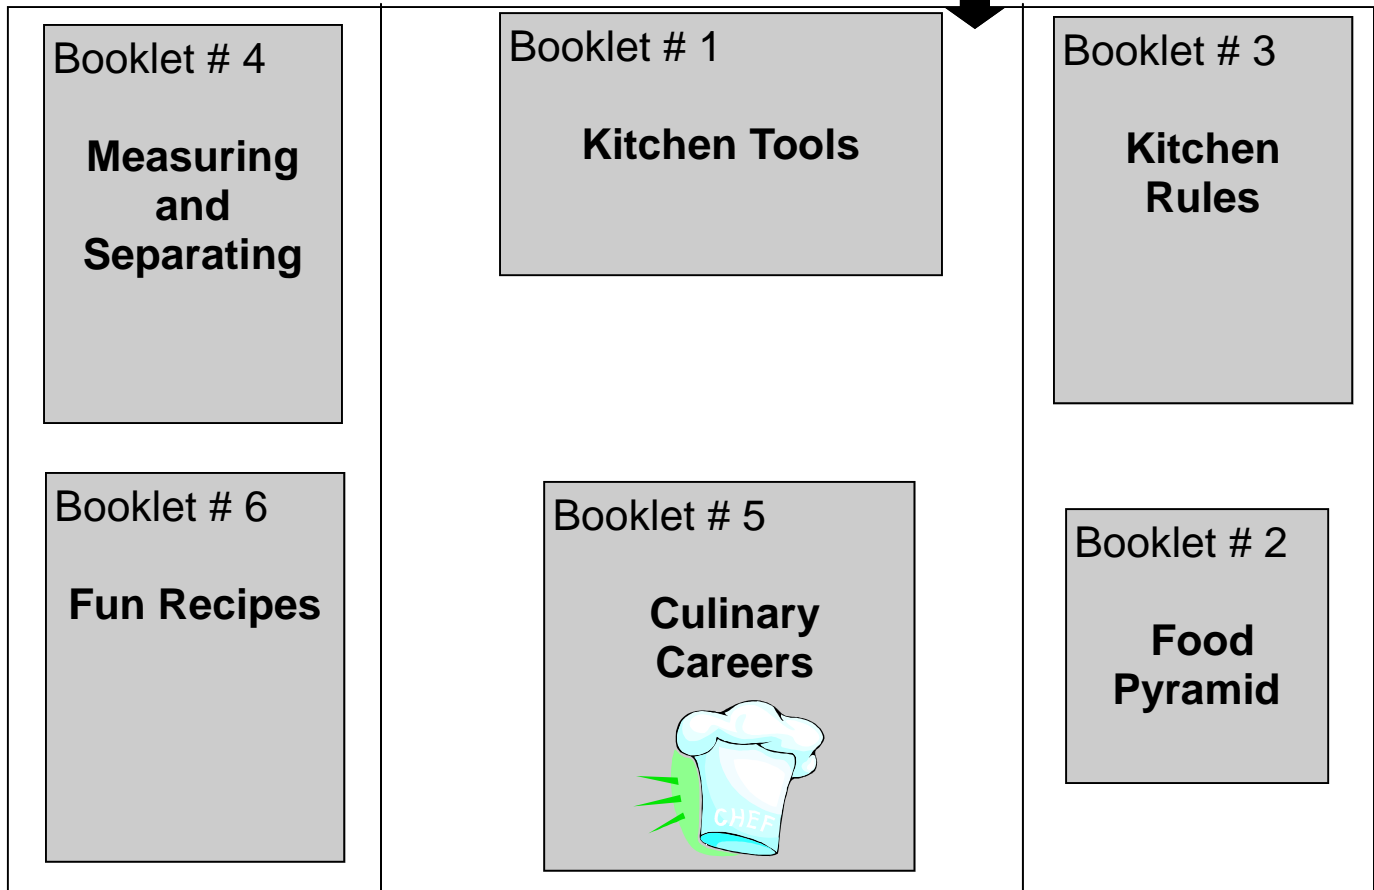 Booklet # 4
Measuring
and
Separating
Booklet # 6
Fun Recipes
Booklet # 1
Kitchen Tools
Booklet # 5
Culinary
Careers
CHEF
Booklet # 3
Kitchen
Rules
Booklet # 2
Food
Pyramid